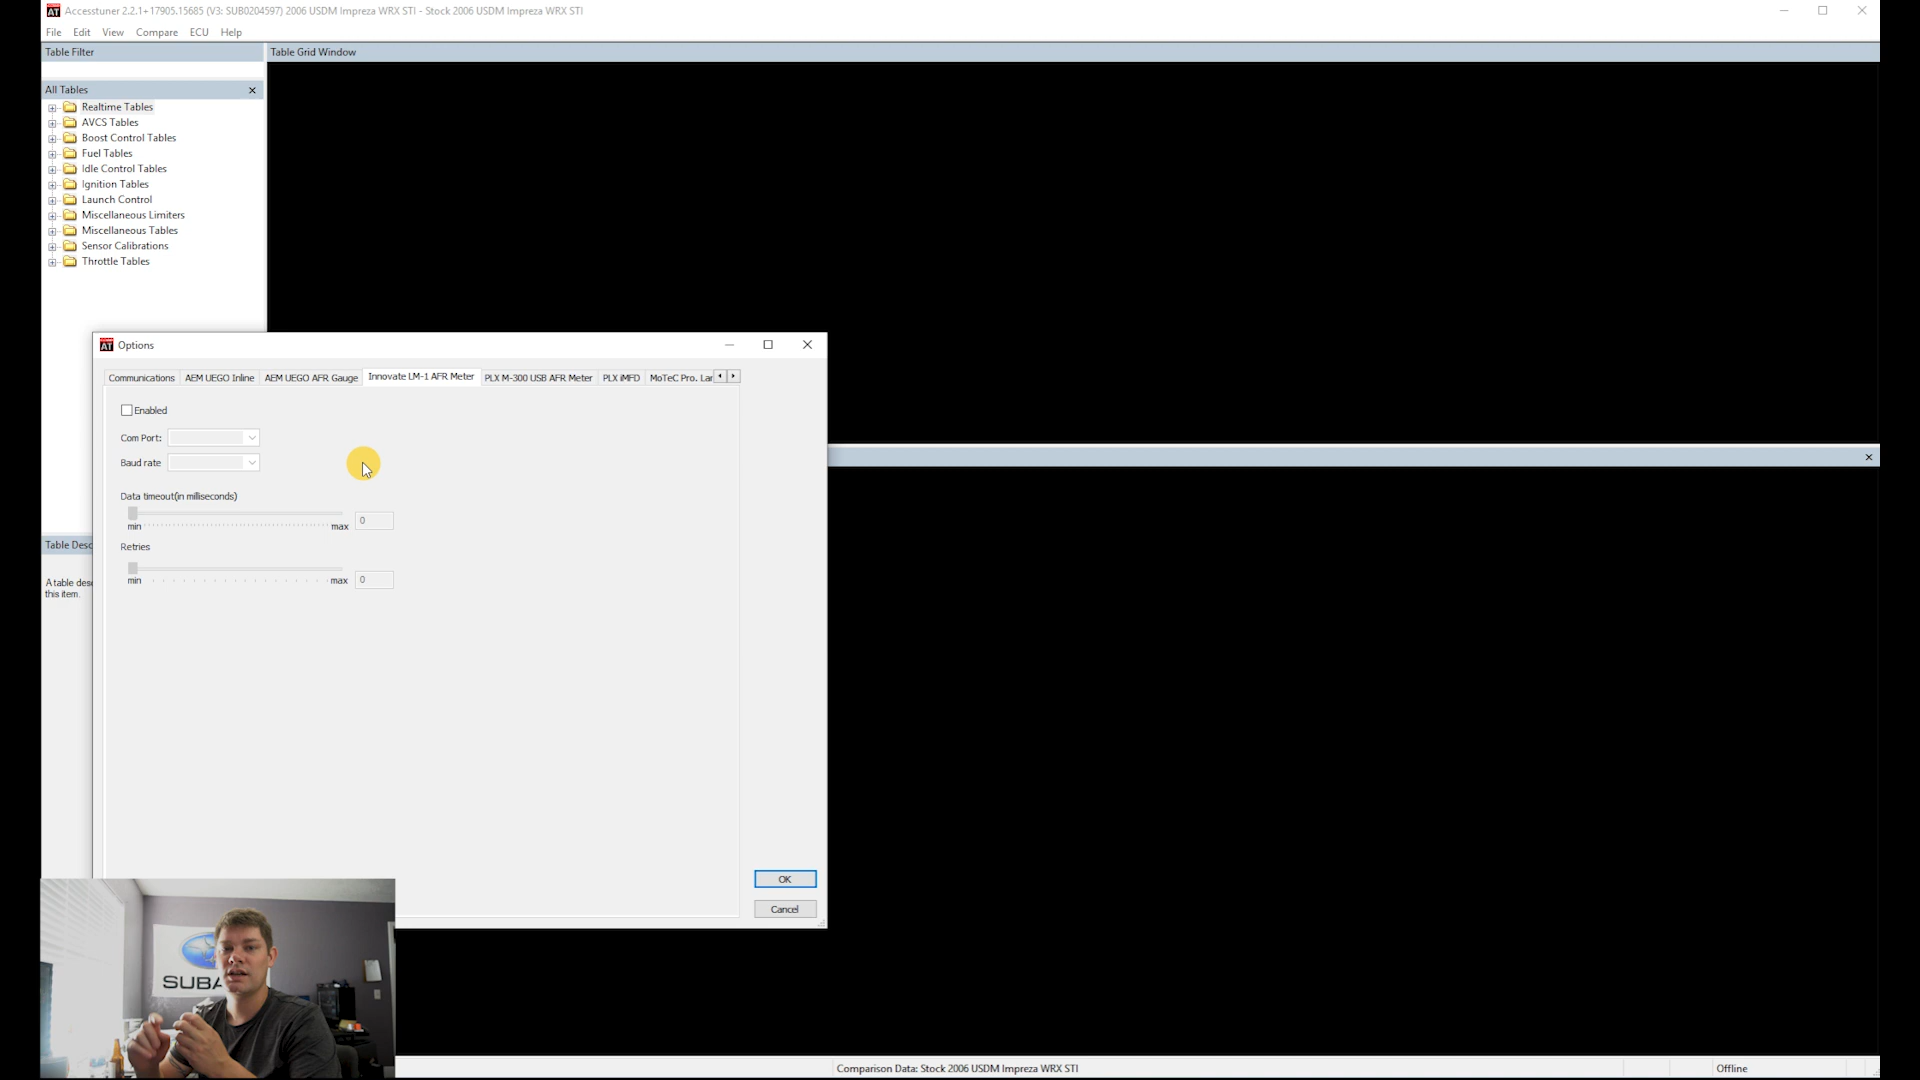 Accesstuner 2.2.1+17905.15685 (V3: SUB0204597) 2006 USDM Impreza WRX STI - Stock 2006 USDM Impreza WRX STI
File Edit View Compare ECU Help
Table Filter
Table Grid Window
All Tables
Realtime Tables
AVCS Tables
Boost Control Tables
Fuel Tables
Idle Control Tables
Ignition Tables
Launch Control
Miscellaneous Limiters
Miscellaneous Tables
Sensor Calibrations
Throttle Tables
AT Options
Communications AEM UEGO Inline AEM UEGO AFR Gauge Innovate LM-1 AFR Meter PLX M-300 USB AFR Meter PLX iMFD MoTeC Pro. Lar
Enabled
Com Port:
Baud rate
Data timeout(in milliseconds)
min max 0
Retries
min max 0
Table Desc
A table desc
this item.
OK
Cancel
SUBA
Comparison Data: Stock 2006 USDM Impreza WRX STI
Offline